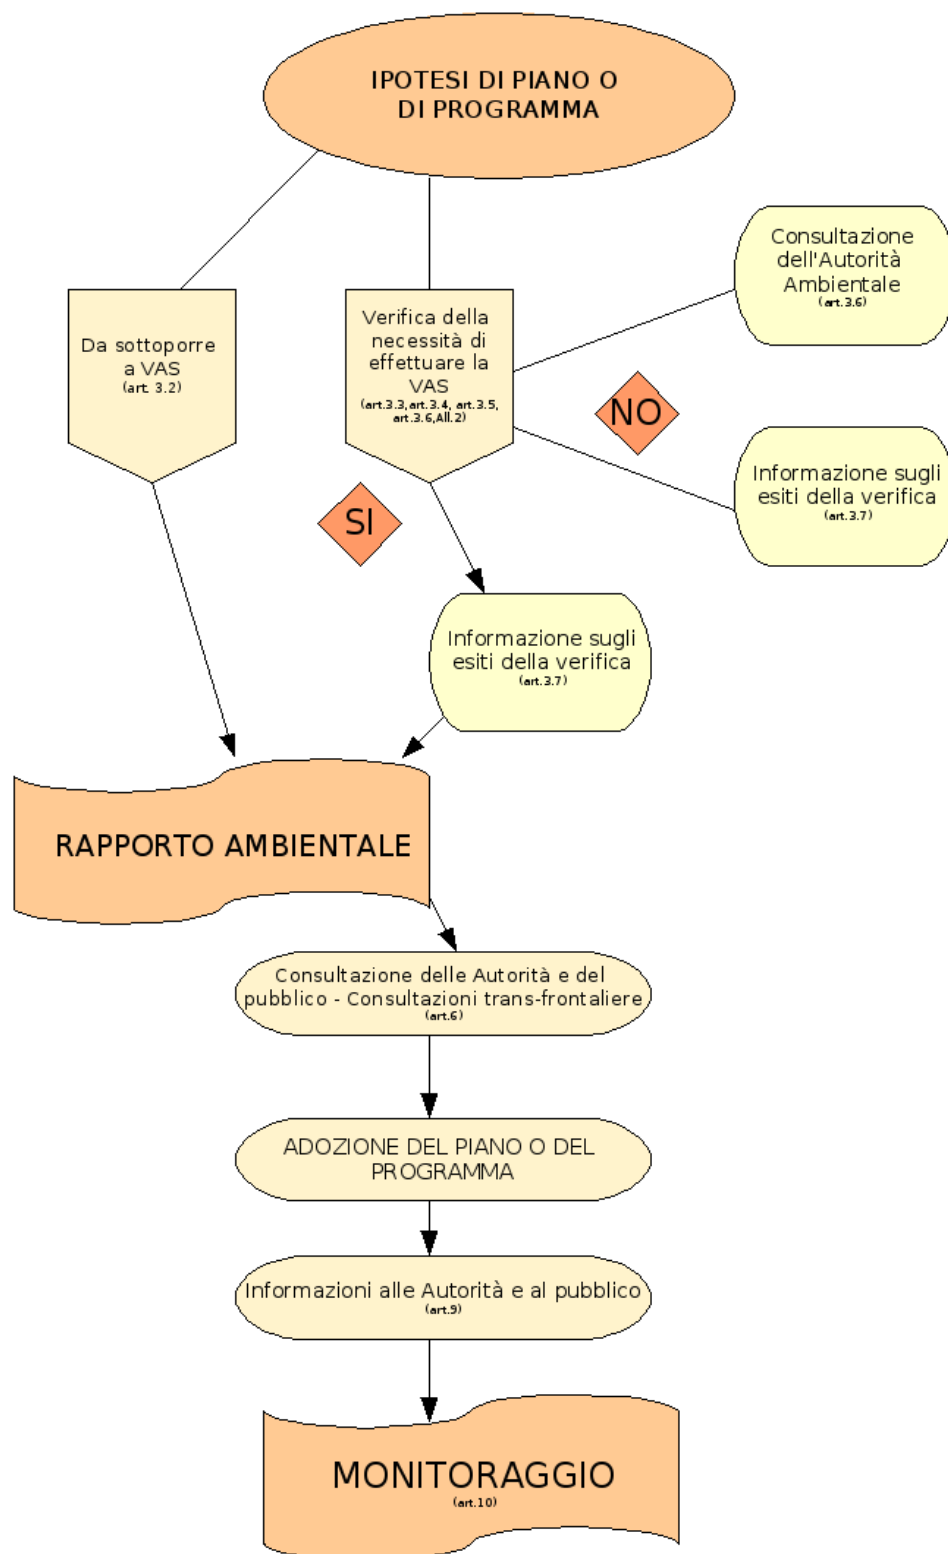 IPOTESI DI PIANO O
DI PROGRAMMA
Da sottoporre
a VAS
(art. 3.2)
Verifica della
necessità di
effettuare la
VAS
(art.3.3,art.3.4, art.3.5,
art.3.6,All.2)
Consultazione
dell'Autorità
Ambientale
(art.3.6)
NO
Informazione sugli
esiti della verifica
(art.3.7)
SI
Informazione sugli
esiti della verifica
(art.3.7)
RAPPORTO AMBIENTALE
Consultazione delle Autorità e del
pubblico - Consultazioni trans-frontaliere
(art.6)
ADOZIONE DEL PIANO O DEL
PROGRAMMA
Informazioni alle Autorità e al pubblico
(art.9)
MONITORAGGIO
(art.10)